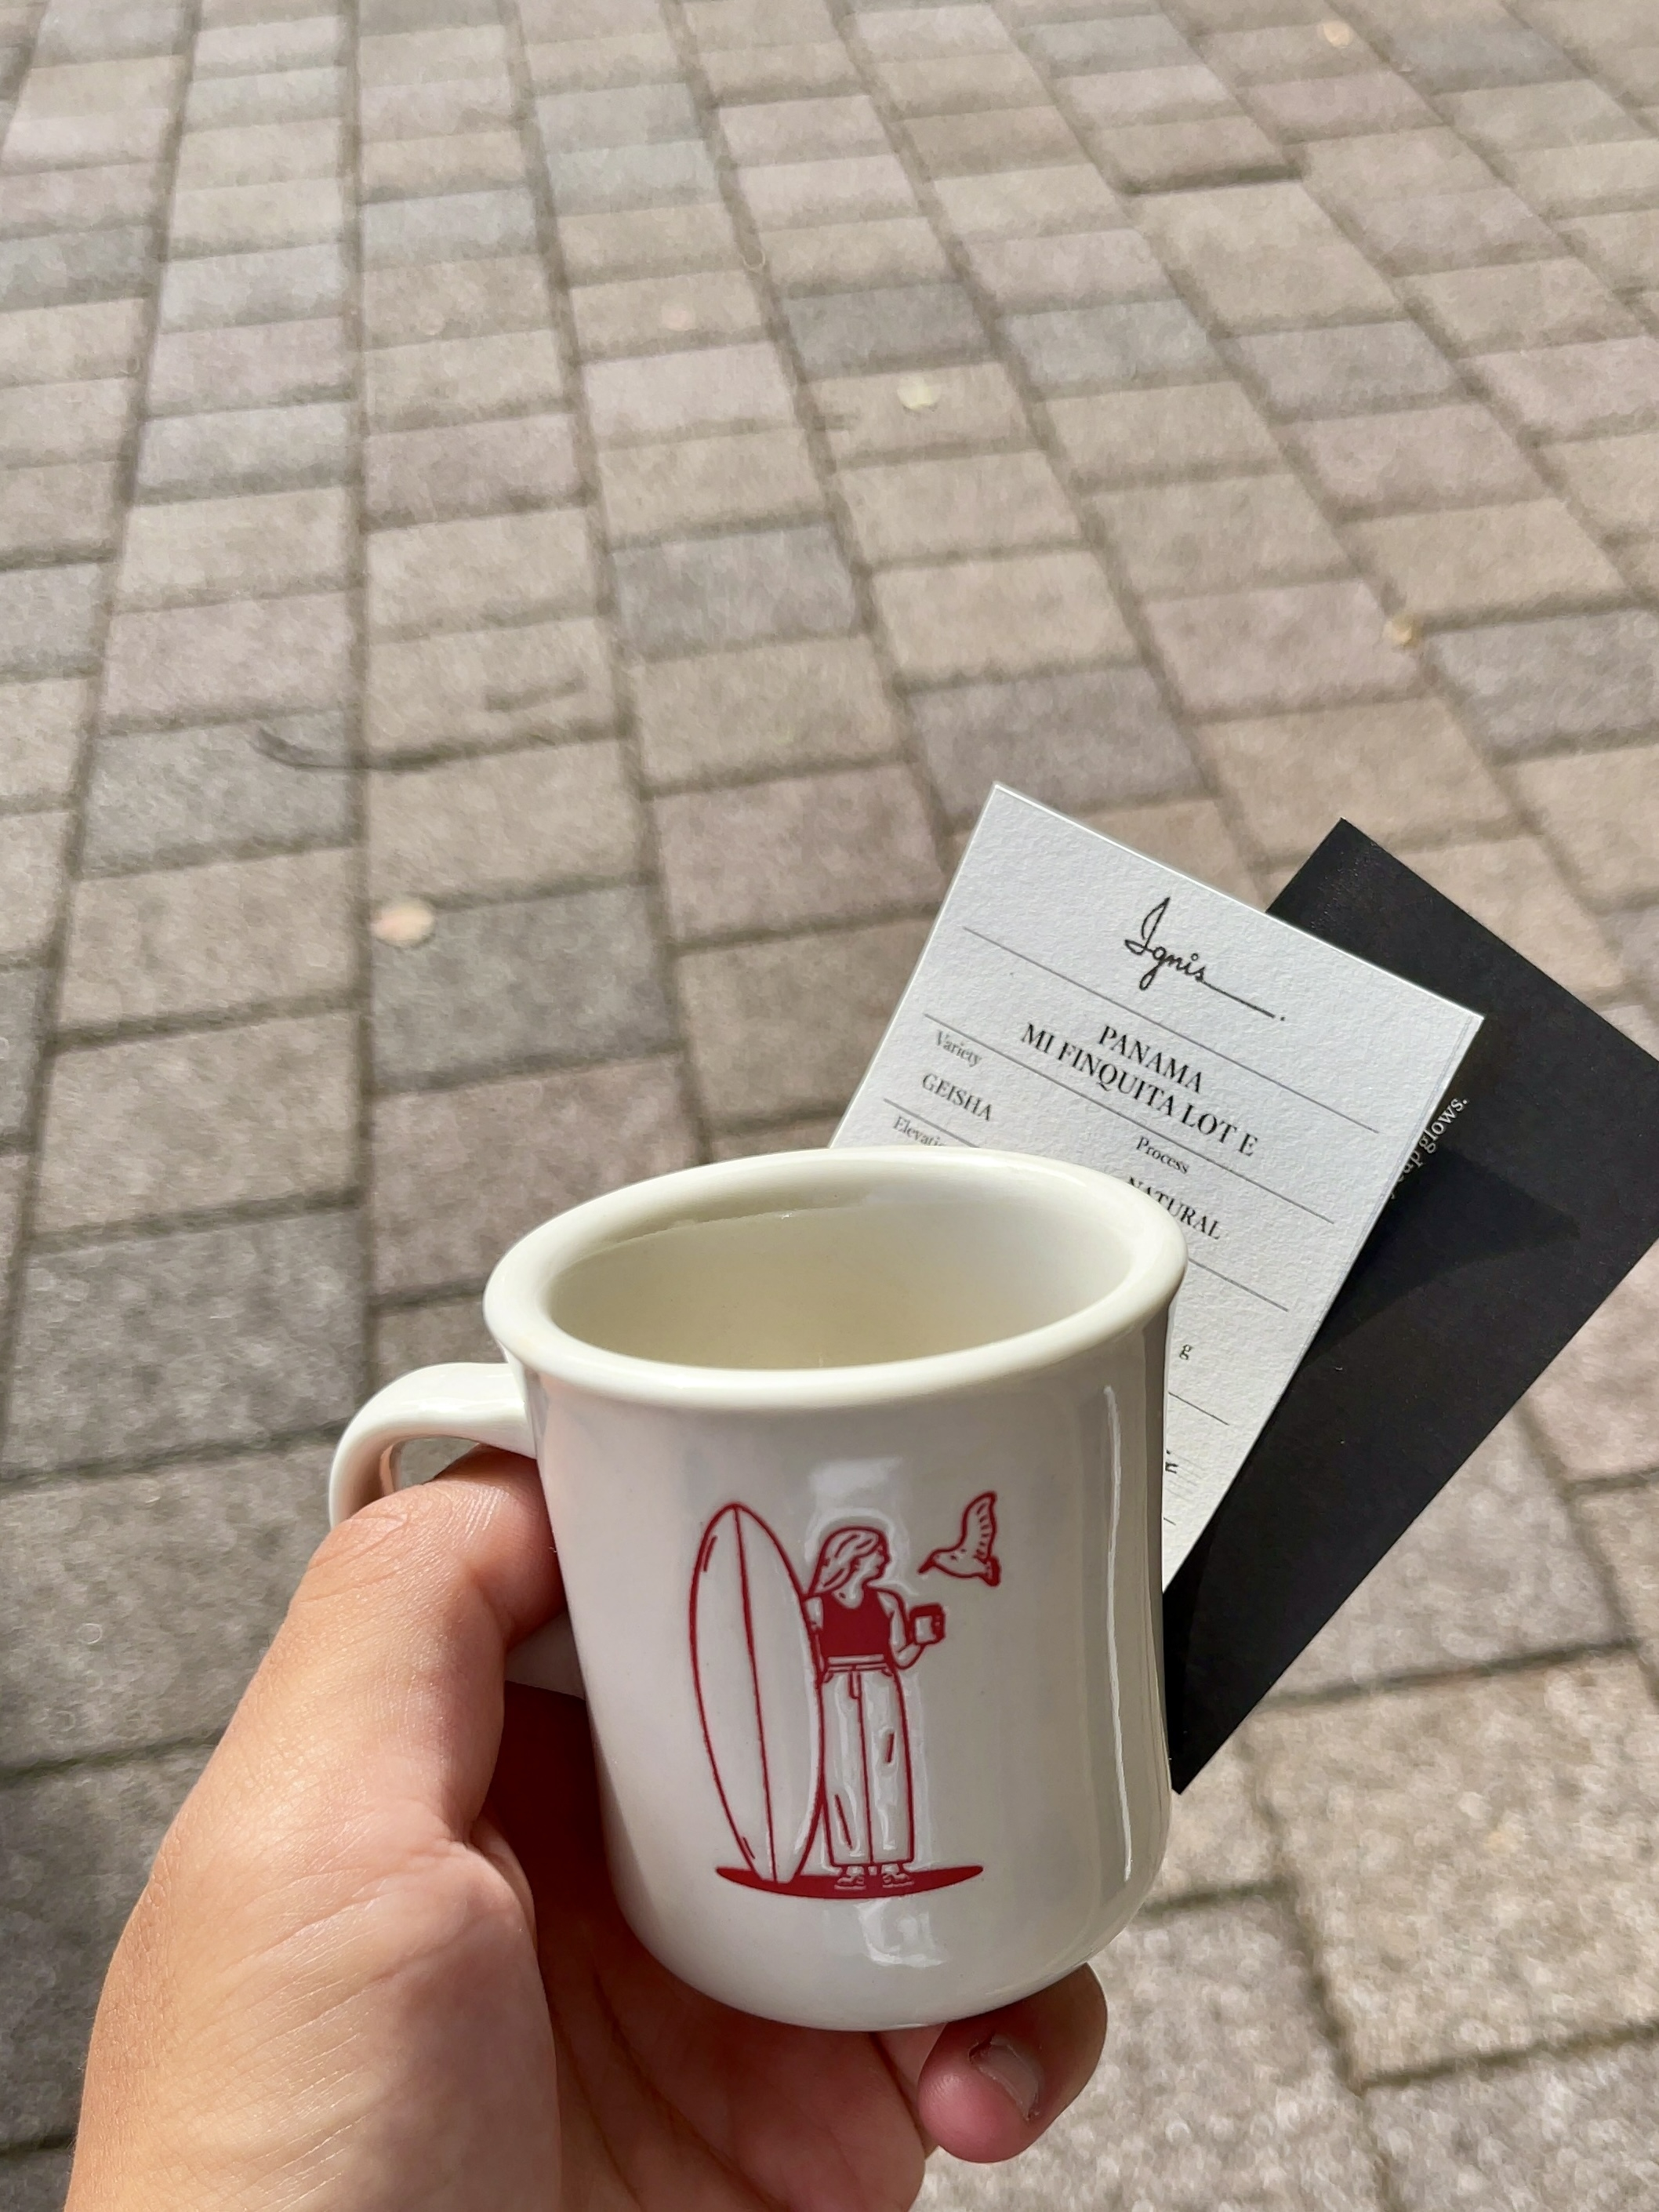 Ignis
PANAMA
MI FINQUITA LOT E
Variety
Process
GEISHA
NATURAL
g
glows.